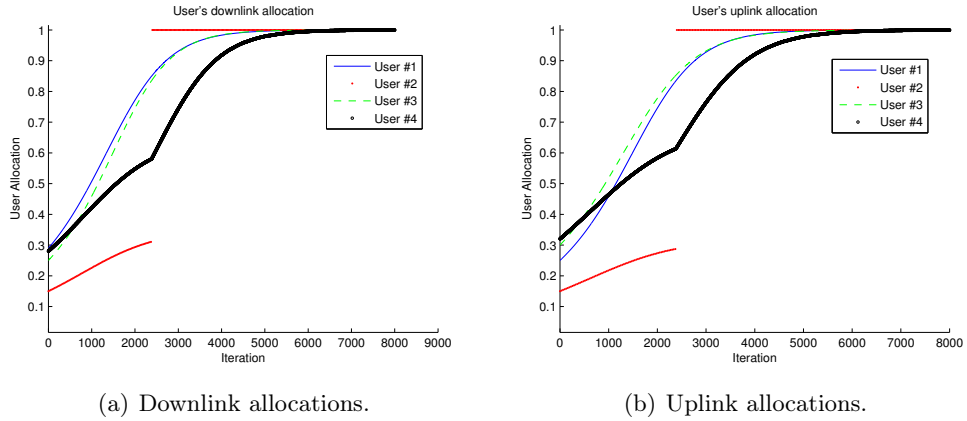 User's downlink allocation
1
0.9
0.8
0.7
0.6
0.5
0.4
0.3
0.2
0.1
User Allocation
0 1000 2000 3000 4000 5000 6000 7000 8000 9000
Iteration
User #1
User #2
User #3
User #4
(a) Downlink allocations.
User's uplink allocation
1
0.9
0.8
0.7
0.6
0.5
0.4
0.3
0.2
0.1
User Allocation
0 1000 2000 3000 4000 5000 6000 7000 8000
Iteration
User #1
User #2
User #3
User #4
(b) Uplink allocations.